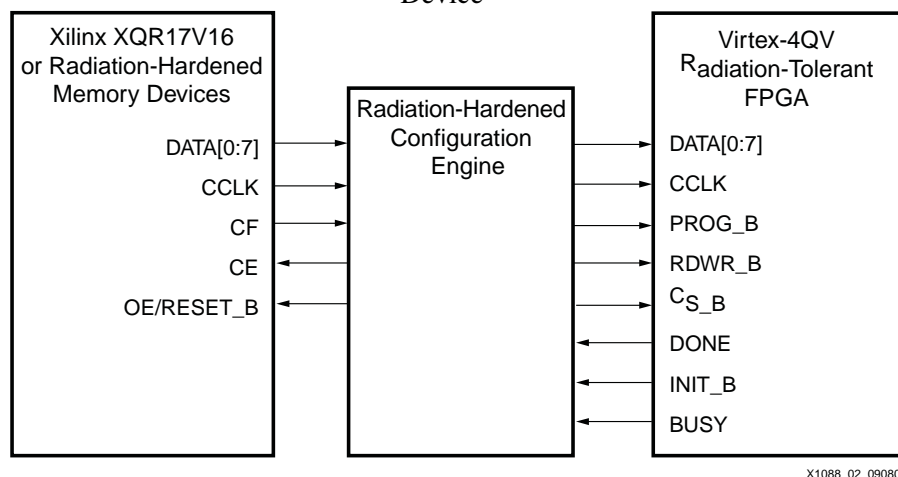 Device
Xilinx XQR17V16
or Radiation-Hardened
Memory Devices
DATA[0:7]
CCLK
CF
CE
OE/RESET_B
Radiation-Hardened
Configuration
Engine
Virtex-4QV
Radiation-Tolerant
FPGA
DATA[0:7]
CCLK
PROG_B
RDWR_B
CS_B
DONE
INIT_B
BUSY